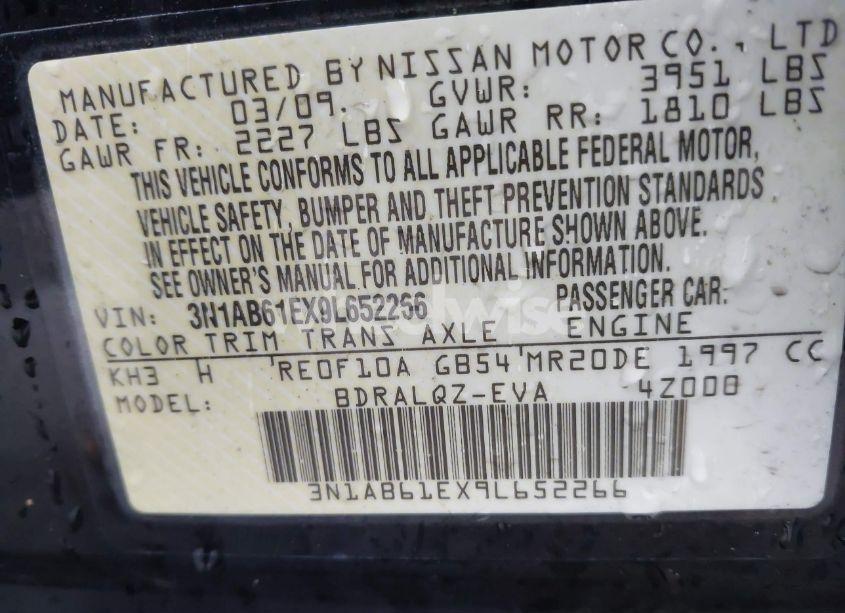 MANUFACTURED BY NISSAN MOTOR CO., LTD
DATE: 03/09. GVWR: 3951 LBS
GAWR FR: 2227 LBS GAWR RR: 1810 LBS
THIS VEHICLE CONFORMS TO ALL APPLICABLE FEDERAL MOTOR,
VEHICLE SAFETY, BUMPER AND THEFT PREVENTION STANDARDS
IN EFFECT ON THE DATE OF MANUFACTURE SHOWN ABOVE.
SEE OWNER'S MANUAL FOR ADDITIONAL INFORMATION.
VIN: 3N1AB61EX9L652266 PASSENGER CAR:
COLOR TRIM TRANS AXLE ENGINE
KH3 H RE0F10A GB54 MR20DE 1997 CC
MODEL: BDRALQZ-EVA 4Z008
3N1AB61EX9L652266